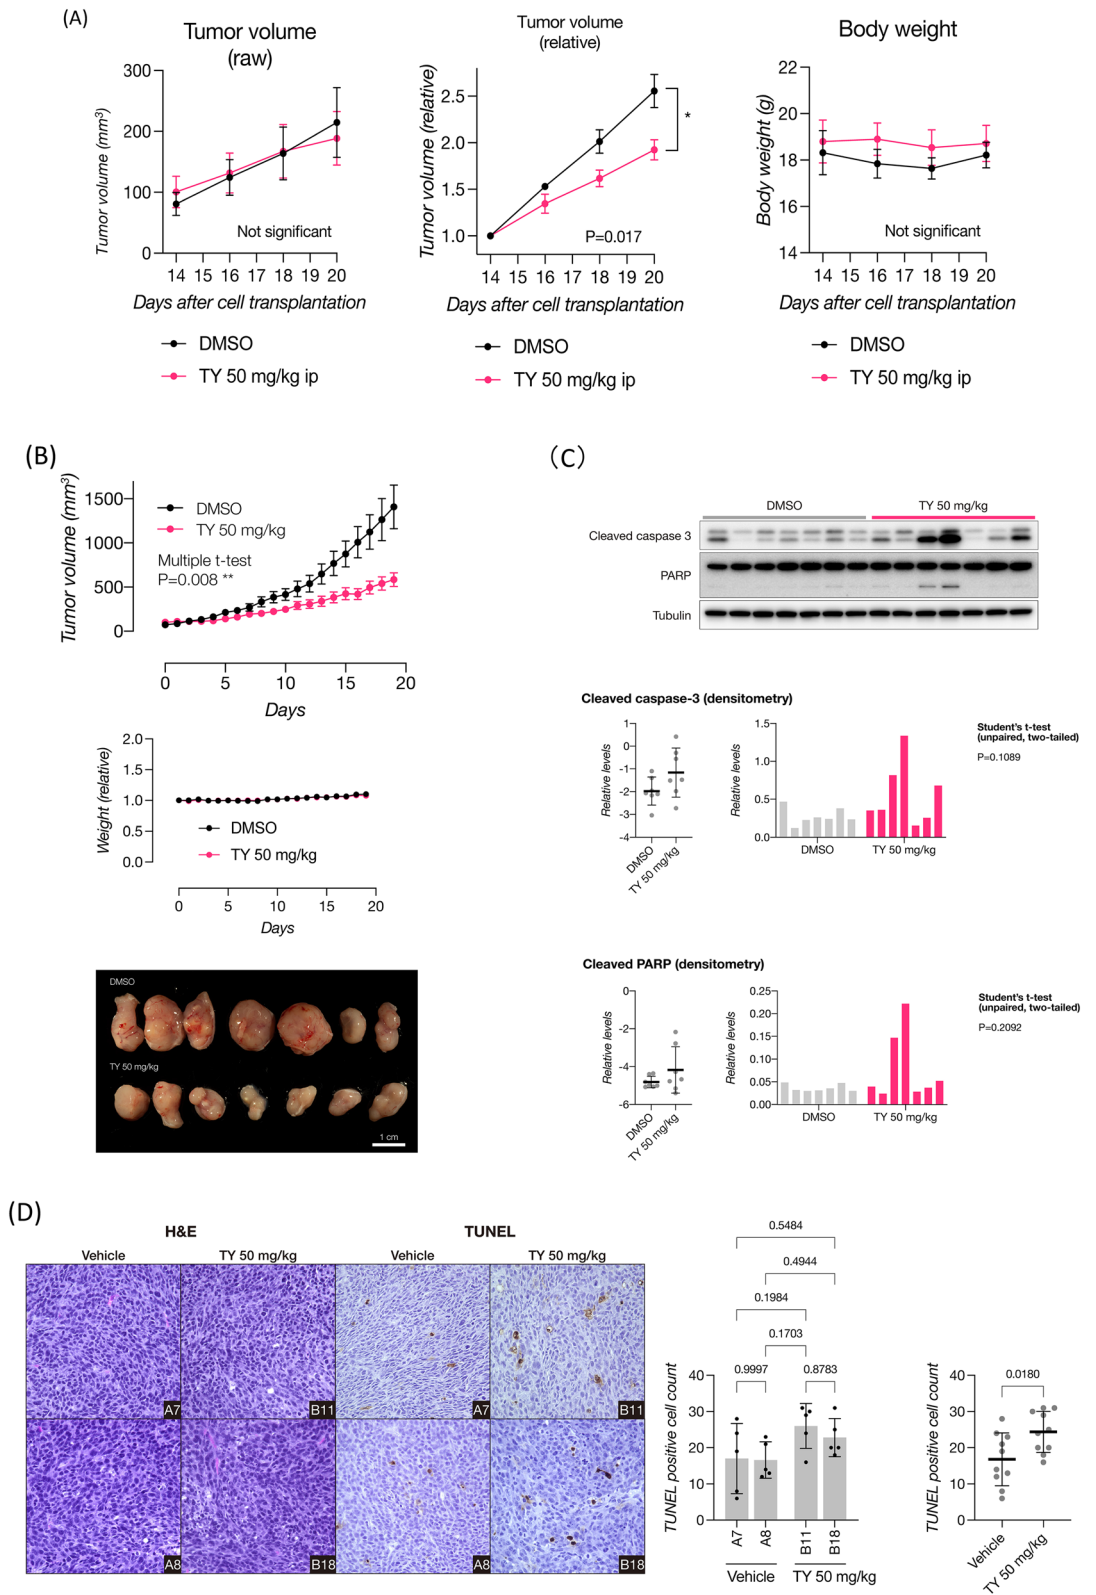 (A)
Tumor volume
(raw)
Tumor volume (mm³)
300
200
100
0
Not significant
14 15 16 17 18 19 20
Days after cell transplantation
DMSO
TY 50 mg/kg ip
Tumor volume
(relative)
Tumor volume (relative)
2.5
2.0
1.5
1.0
*
P=0.017
14 15 16 17 18 19 20
Days after cell transplantation
DMSO
TY 50 mg/kg ip
Body weight
Body weight (g)
22
20
18
16
14
Not significant
14 15 16 17 18 19 20
Days after cell transplantation
DMSO
TY 50 mg/kg ip
(B)
Tumor volume (mm³)
1500
1000
500
0
DMSO
TY 50 mg/kg
Multiple t-test
P=0.008 **
0 5 10 15 20
Days
Weight (relative)
2.0
1.5
1.0
0.5
0.0
DMSO
TY 50 mg/kg
0 5 10 15 20
Days
DMSO
TY 50 mg/kg
1 cm
(C)
DMSO TY 50 mg/kg
Cleaved caspase 3
PARP
Tubulin
Cleaved caspase-3 (densitometry)
Relative levels
1
0
-1
-2
-3
-4
DMSO
TY 50 mg/kg
Relative levels
1.5
1.0
0.5
0.0
DMSO TY 50 mg/kg
Student's t-test
(unpaired, two-tailed)
P=0.1089
Cleaved PARP (densitometry)
Relative levels
0
-2
-4
-6
DMSO
TY 50 mg/kg
Relative levels
0.25
0.20
0.15
0.10
0.05
0.00
DMSO TY 50 mg/kg
Student's t-test
(unpaired, two-tailed)
P=0.2092
(D)
H&E TUNEL
Vehicle TY 50 mg/kg Vehicle TY 50 mg/kg
A7 B11 A7 B11
A8 B18 A8 B18
0.5484
0.4944
0.1984
0.1703
0.9997 0.8783
TUNEL positive cell count
40
30
20
10
0
A7 A8 B11 B18
Vehicle TY 50 mg/kg
TUNEL positive cell count
40
30
20
10
0
0.0180
Vehicle
TY 50 mg/kg